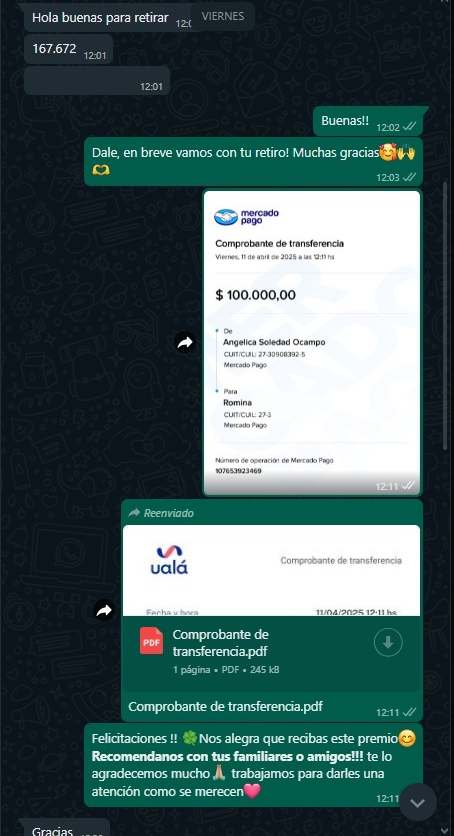 Hola buenas para retirar
VIERNES
167.672 12:01
12:01
Buenas!! 12:02
Dale, en breve vamos con tu retiro! Muchas gracias🥰🙌
🫶 12:03
mercado
pago
Comprobante de transferencia
Viernes, 11 de abril de 2025 a las 12:11 hs
$ 100.000,00
De
Angelica Soledad Ocampo
CUIT/CUIL: 27-30908392-5
Mercado Pago
Para
Romina
CUIT/CUIL: 27-3
Mercado Pago
Número de operación de Mercado Pago
107653923469
12:11
Reenviado
ualá
Comprobante de transferencia
Fecha y hora 11/04/2025 12:11 hs
PDF
Comprobante de
transferencia.pdf
1 página • PDF • 245 kB
Comprobante de transferencia.pdf 12:11
Felicitaciones !! 🍀Nos alegra que recibas este premio😊
Recomendanos con tus familiares o amigos!!! te lo
agradecemos mucho🙏🏼 trabajamos para darles una
atención como se merecen💖 12:11
Gracias